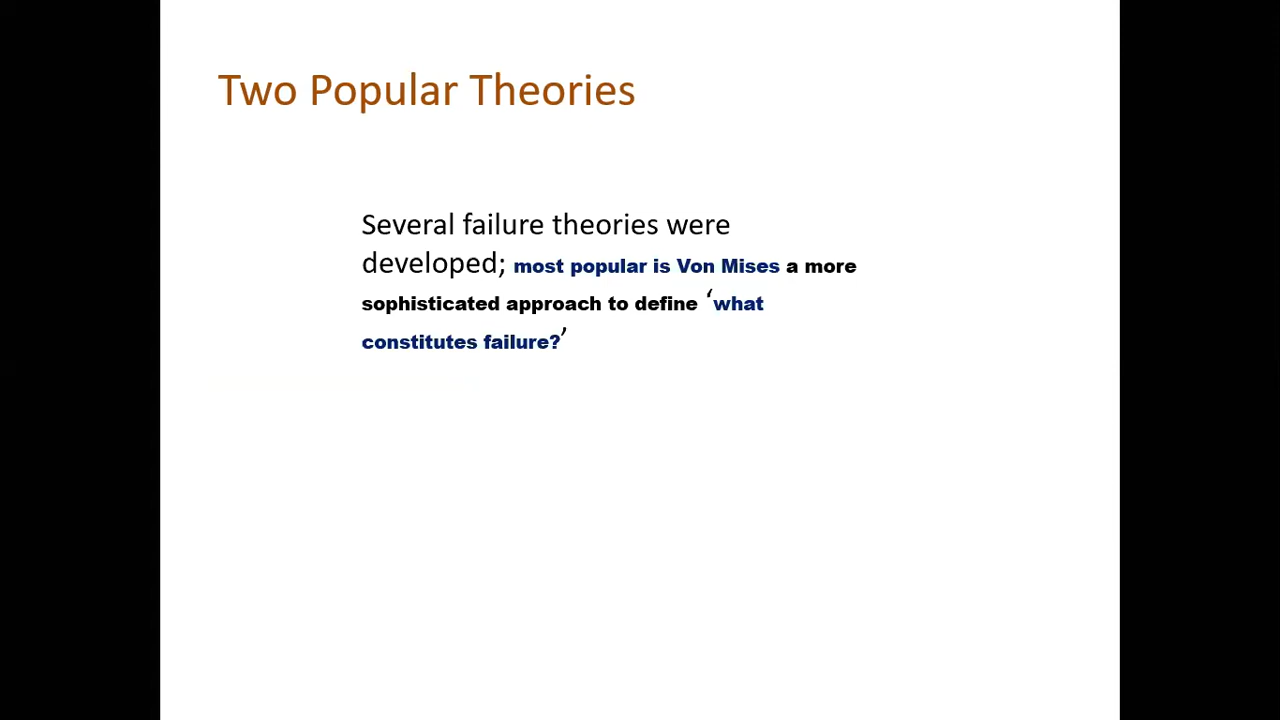 Two Popular Theories
Several failure theories were
developed; most popular is Von Mises a more
sophisticated approach to define ‘what
constitutes failure?’